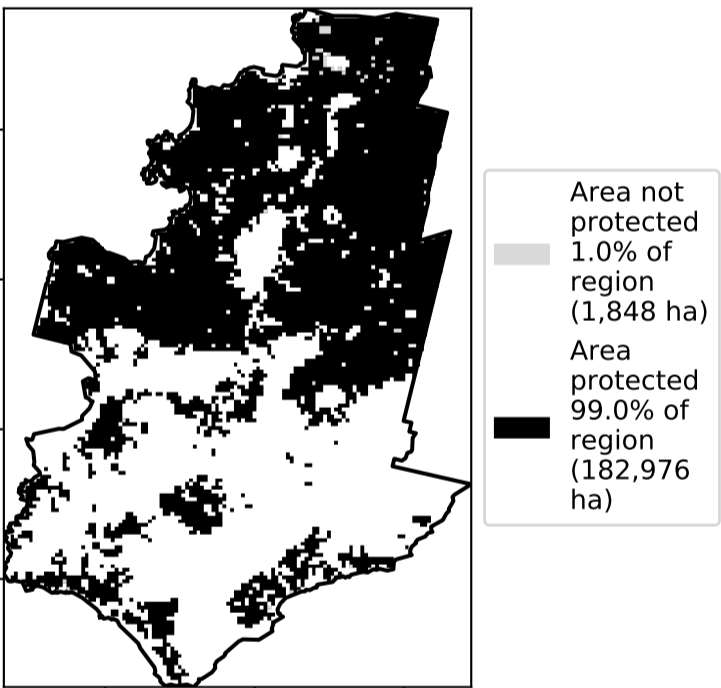 Area not
protected
1.0% of
region
(1,848 ha)
Area
protected
99.0% of
region
(182,976
ha)